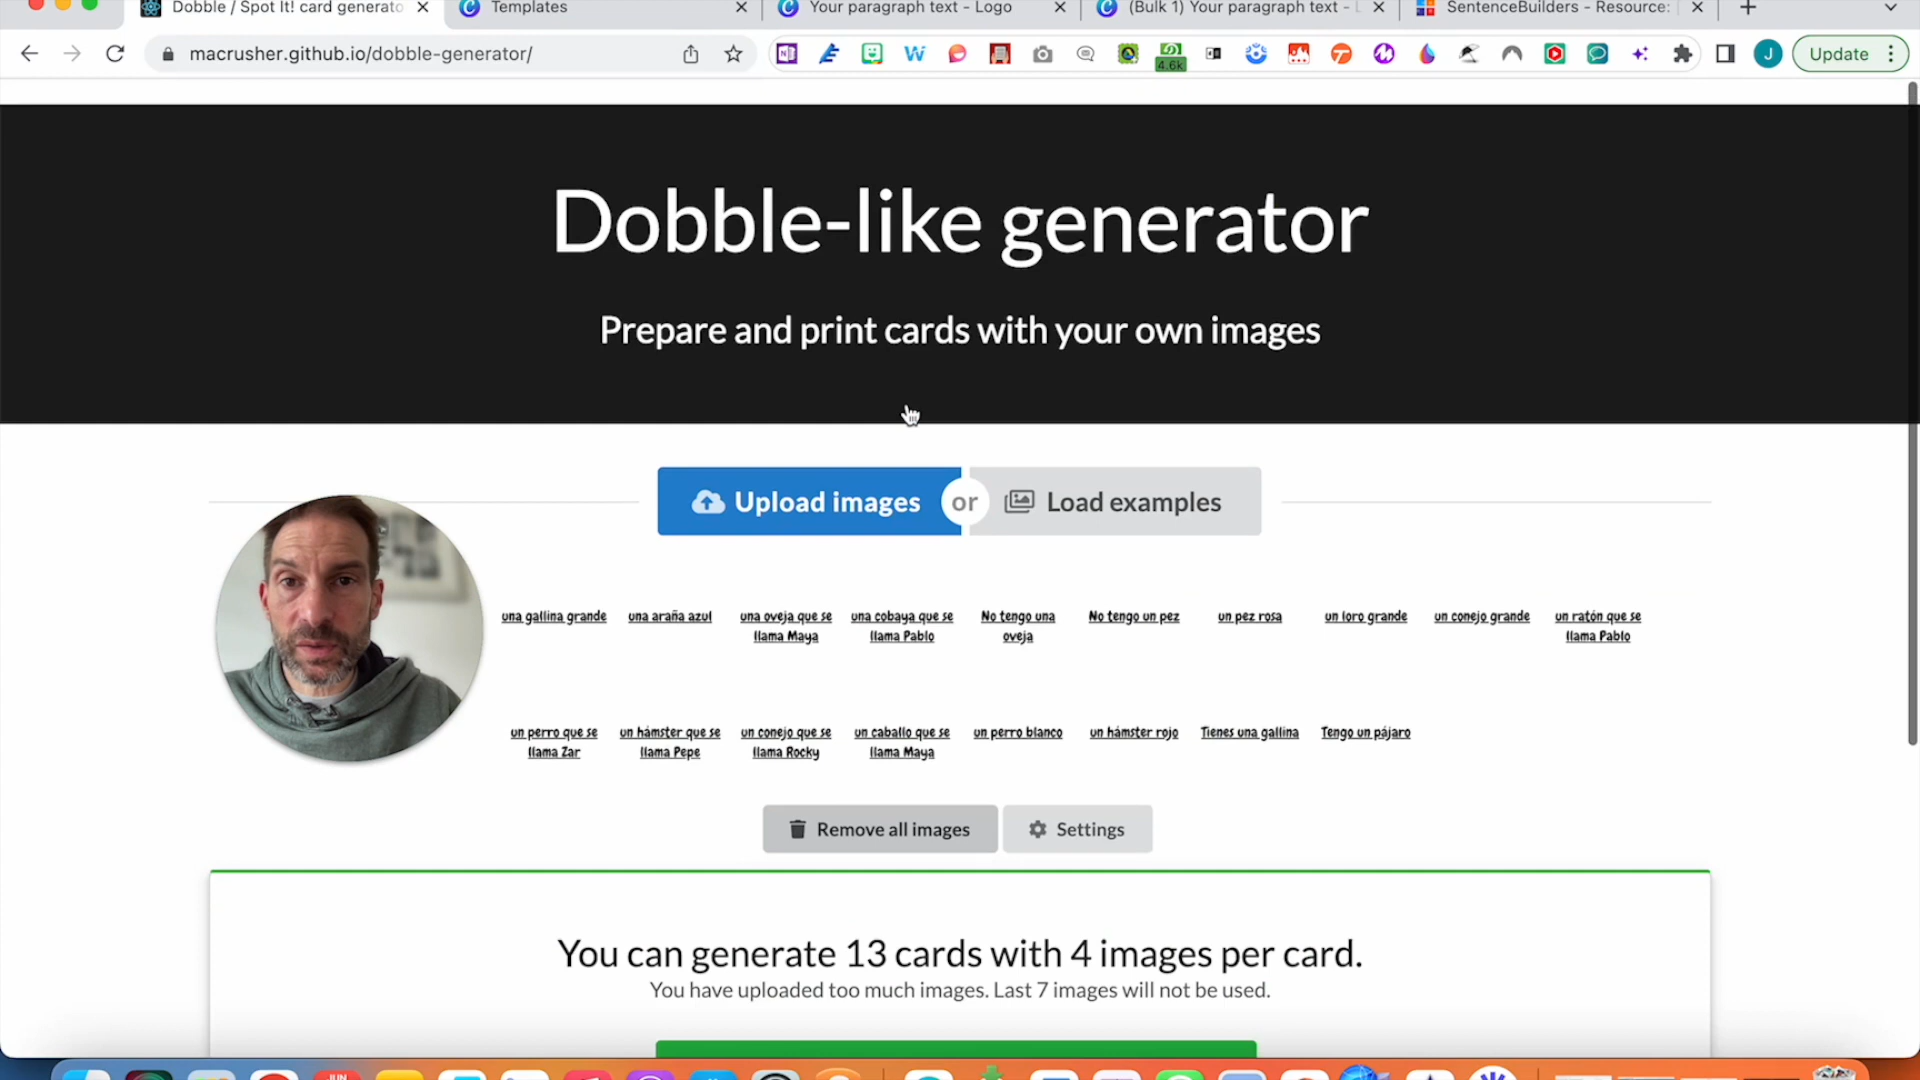 Dobble / Spot It! card generato
Templates
Your paragraph text - Logo
(Bulk 1) Your paragraph text - L
SentenceBuilders - Resource:
macrusher.github.io/dobble-generator/
4.6k
J
Update
Dobble-like generator
Prepare and print cards with your own images
Upload images
or
Load examples
una gallina grande
una araña azul
una oveja que se
llama Maya
una cobaya que se
llama Pablo
No tengo una
oveja
No tengo un pez
un pez rosa
un loro grande
un conejo grande
un ratón que se
llama Pablo
un perro que se
llama Zar
un hámster que se
llama Pepe
un conejo que se
llama Rocky
un caballo que se
llama Maya
un perro blanco
un hámster rojo
Tienes una gallina
Tengo un pájaro
Remove all images
Settings
You can generate 13 cards with 4 images per card.
You have uploaded too much images. Last 7 images will not be used.
JUN